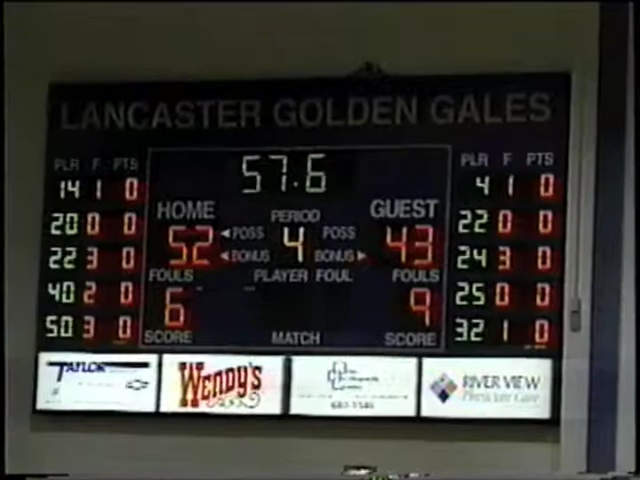 LANCASTER GOLDEN GALES
PLR F PTS
14 1 0
20 0 0
22 3 0
40 2 0
50 3 0
57.6
HOME PERIOD GUEST
52 ◀POSS 4 POSS 43
◀BONUS BONUS▶
FOULS PLAYER FOUL FOULS
6 9
SCORE MATCH SCORE
PLR F PTS
4 1 0
22 0 0
24 3 0
25 0 0
32 1 0
TAYLOR
WENDY'S
RIVER VIEW
Physician Care